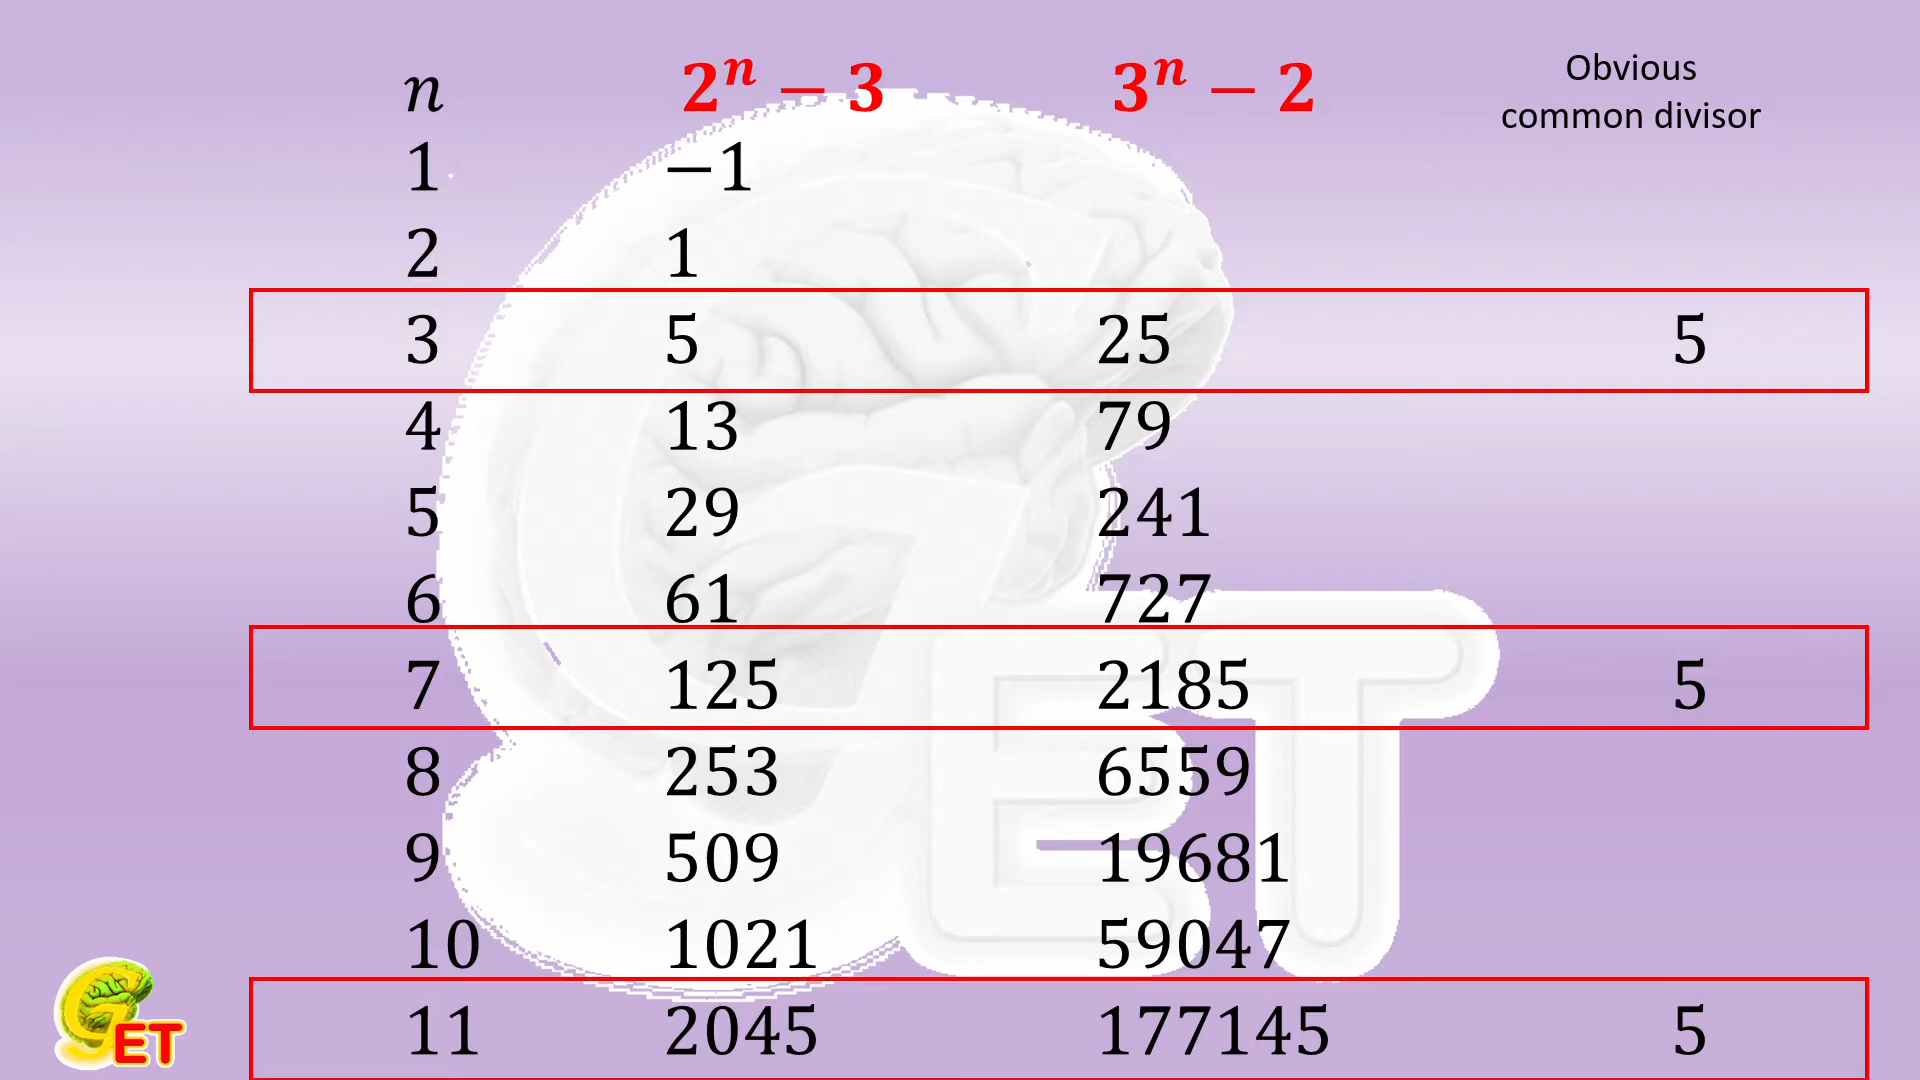 n 2ⁿ − 3 3ⁿ − 2 Obvious
common divisor
1 −1
2 1
3 5 25 5
4 13 79
5 29 241
6 61 727
7 125 2185 5
8 253 6559
9 509 19681
10 1021 59047
11 2045 177145 5
GET
GET